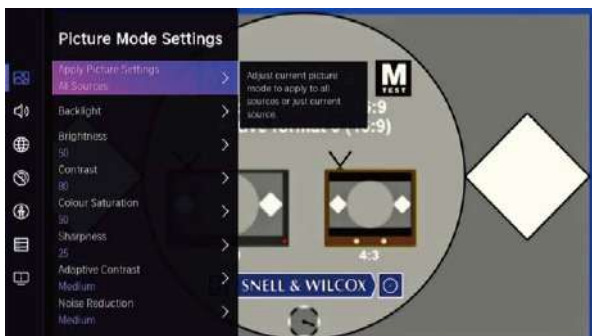 Picture Mode Settings
Apply Picture Settings
All Sources
Adjust current picture
mode to apply to all
sources or just current
source.
M
TEST
Backlight
:9
Brightness
50
Contrast
80
Colour Saturation
50
Sharpness
25
4:3
Adaptive Contrast
Medium
SNELL & WILCOX
Noise Reduction
Medium